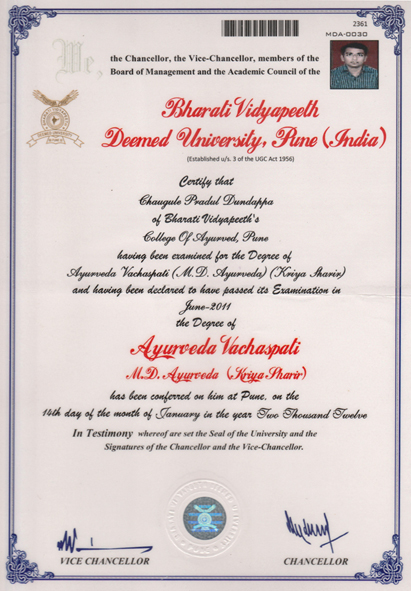 2361
MDA-0030
We,
the Chancellor, the Vice-Chancellor, members of the
Board of Management and the Academic Council of the
Bharati Vidyapeeth
Deemed University, Pune (India)
(Established u/s. 3 of the UGC Act 1956)
Certify that
Chaugule Pradul Dundappa
of Bharati Vidyapeeth's
College Of Ayurved, Pune
having been examined for the Degree of
Ayurveda Vachaspati (M.D. Ayurveda) (Kriya Sharir)
and having been declared to have passed its Examination in
June-2011
the Degree of
Ayurveda Vachaspati
M.D. Ayurveda (Kriya Sharir)
has been conferred on him at Pune, on the
14th day of the month of January in the year Two Thousand Twelve
In Testimony whereof are set the Seal of the University and the
Signatures of the Chancellor and the Vice-Chancellor.
VICE CHANCELLOR
CHANCELLOR